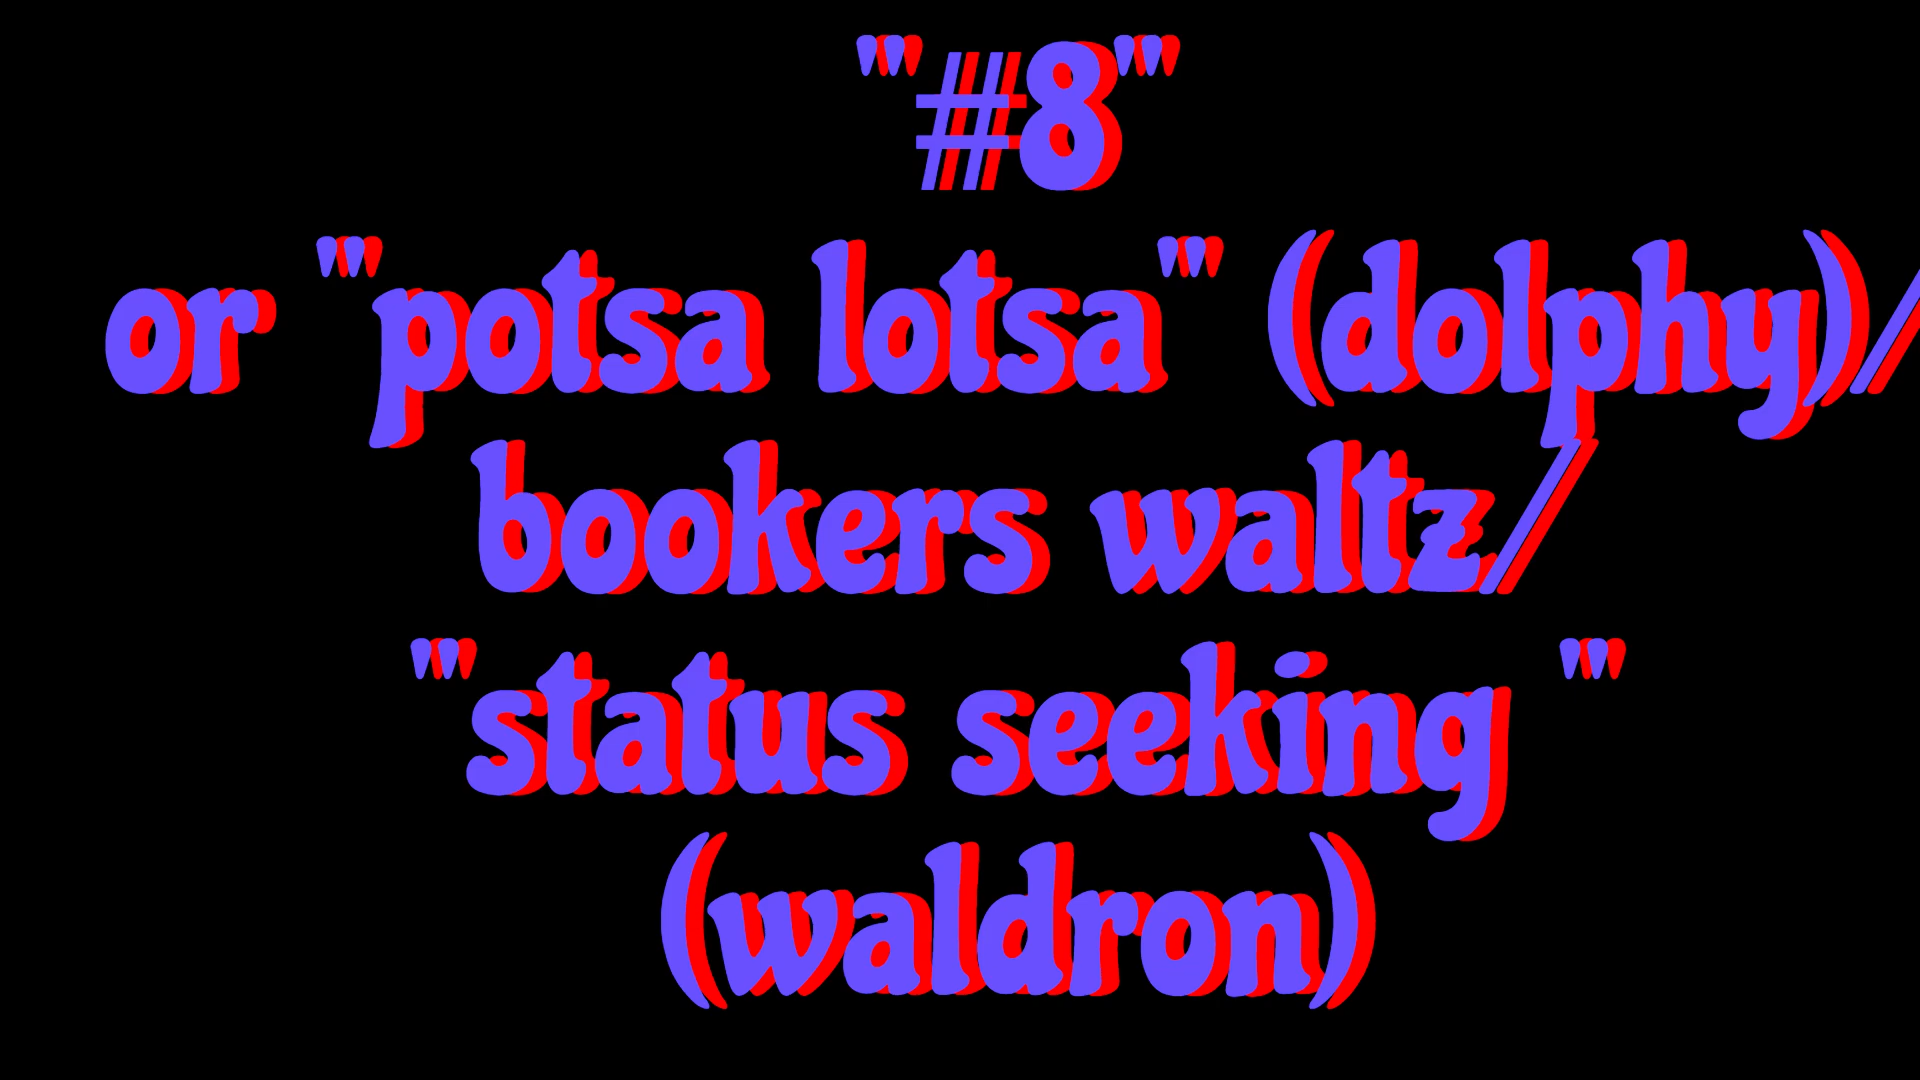 "#8"
or "potsa lotsa" (dolphy)/
bookers waltz/
"status seeking "
(waldron)